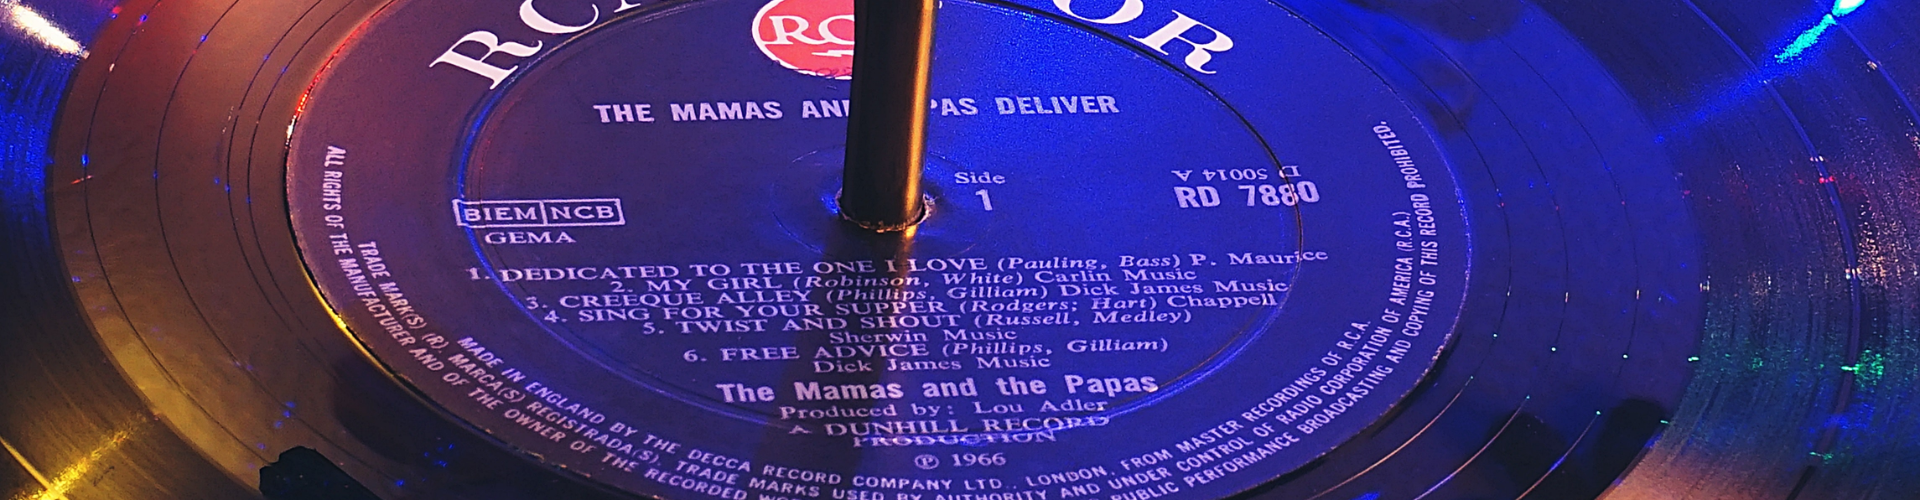 RC OR
RC
THE MAMAS AN PAS DELIVER
Side
1
D 50014 A
RD 7880
BIEM NCB
GEMA
1. DEDICATED TO THE ONE I LOVE (Pauling, Bass) P. Maurice
2. MY GIRL (Robinson, White) Carlin Music
3. CREEQUE ALLEY (Phillips, Gilliam) Dick James Music
4. SING FOR YOUR SUPPER (Rodgers; Hart) Chappell
5. TWIST AND SHOUT (Russell, Medley)
Sherwin Music
6. FREE ADVICE (Phillips, Gilliam)
Dick James Music
The Mamas and the Papas
Produced by: Lou Adler
A DUNHILL RECORD
PRODUCTION
℗ 1966
TRADE MARK(S) (R). MARCA(S) REGISTRADA(S). TRADE MARKS USED BY AUTHORITY AND UNDER CONTROL OF RADIO CORPORATION OF AMERICA (R.C.A.)
MADE IN ENGLAND BY THE DECCA RECORD COMPANY LTD., LONDON, FROM MASTER RECORDINGS OF R.C.A.
ALL RIGHTS OF THE MANUFACTURER AND OF THE OWNER OF THE RECORDED PUBLIC PERFORMANCE BROADCASTING AND COPYING OF THIS RECORD PROHIBITED.